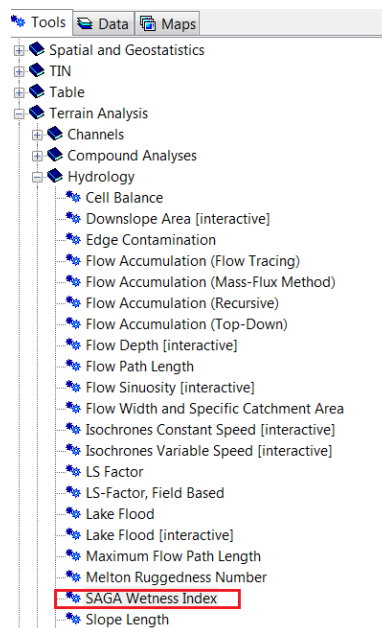 Tools Data Maps
Spatial and Geostatistics
TIN
Table
Terrain Analysis
Channels
Compound Analyses
Hydrology
Cell Balance
Downslope Area [interactive]
Edge Contamination
Flow Accumulation (Flow Tracing)
Flow Accumulation (Mass-Flux Method)
Flow Accumulation (Recursive)
Flow Accumulation (Top-Down)
Flow Depth [interactive]
Flow Path Length
Flow Sinuosity [interactive]
Flow Width and Specific Catchment Area
Isochrones Constant Speed [interactive]
Isochrones Variable Speed [interactive]
LS Factor
LS-Factor, Field Based
Lake Flood
Lake Flood [interactive]
Maximum Flow Path Length
Melton Ruggedness Number
SAGA Wetness Index
Slope Length